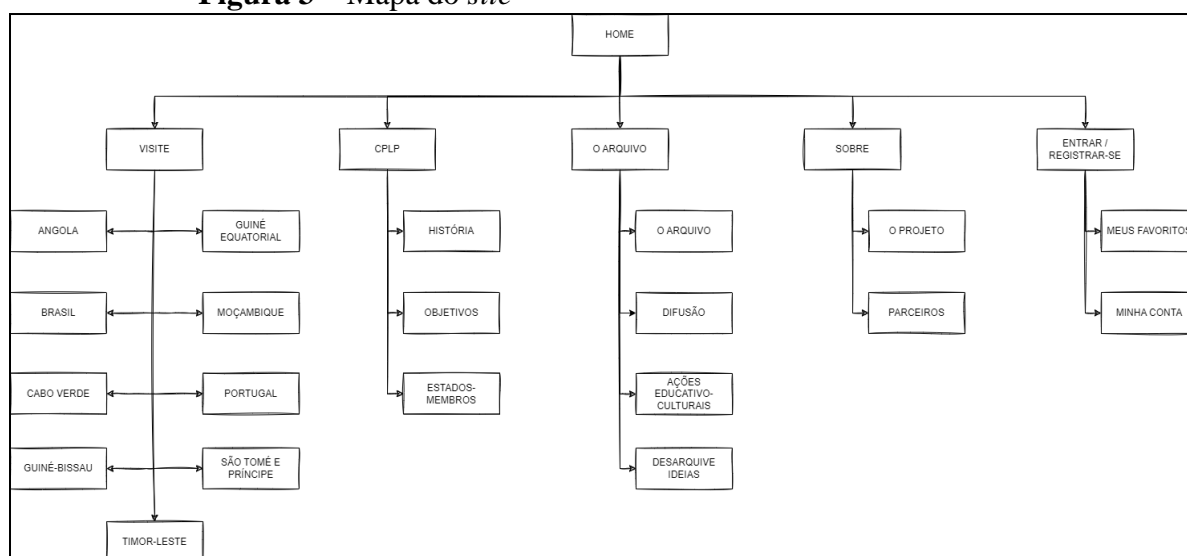 Figura 3 – Mapa do site
HOME
VISITE
CPLP
O ARQUIVO
SOBRE
ENTRAR /
REGISTRAR-SE
ANGOLA
GUINÉ
EQUATORIAL
HISTÓRIA
O ARQUIVO
O PROJETO
MEUS FAVORITOS
BRASIL
MOÇAMBIQUE
OBJETIVOS
DIFUSÃO
PARCEIROS
MINHA CONTA
CABO VERDE
PORTUGAL
ESTADOS-
MEMBROS
AÇÕES
EDUCATIVO-
CULTURAIS
GUINÉ-BISSAU
SÃO TOMÉ E
PRÍNCIPE
DESARQUIVE
IDEIAS
TIMOR-LESTE